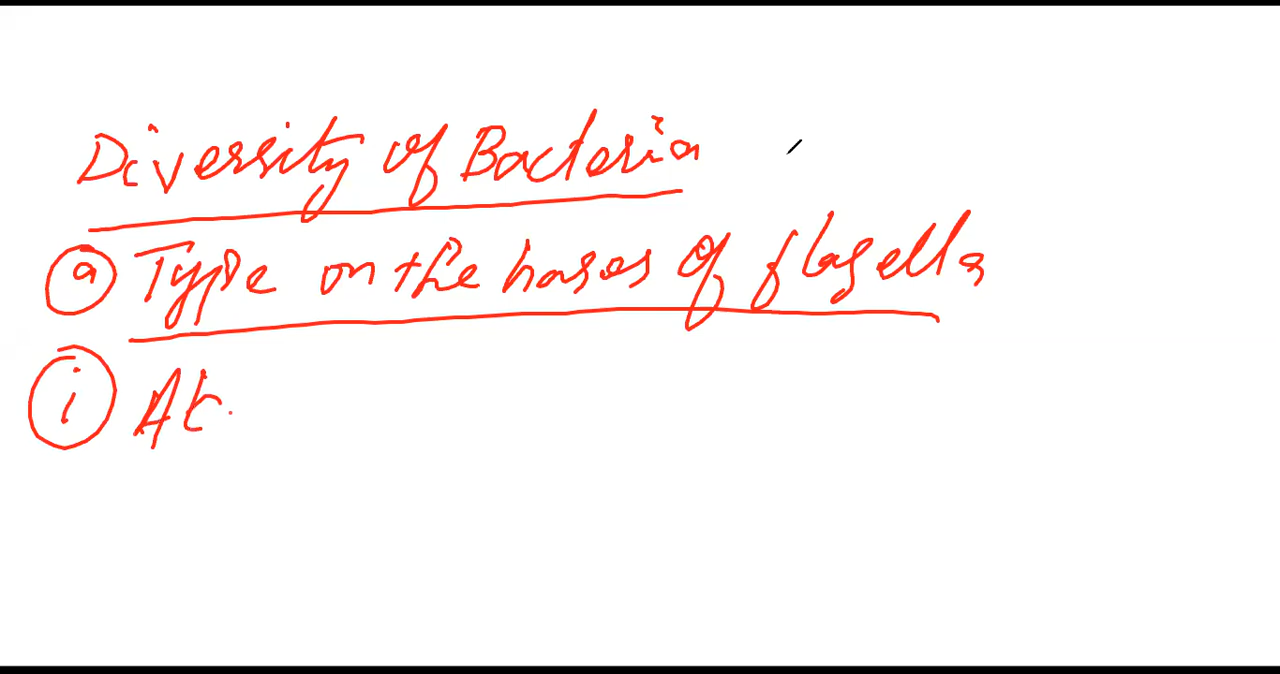 Diversity of Bacteria
a Type on the bases of flagella
i At